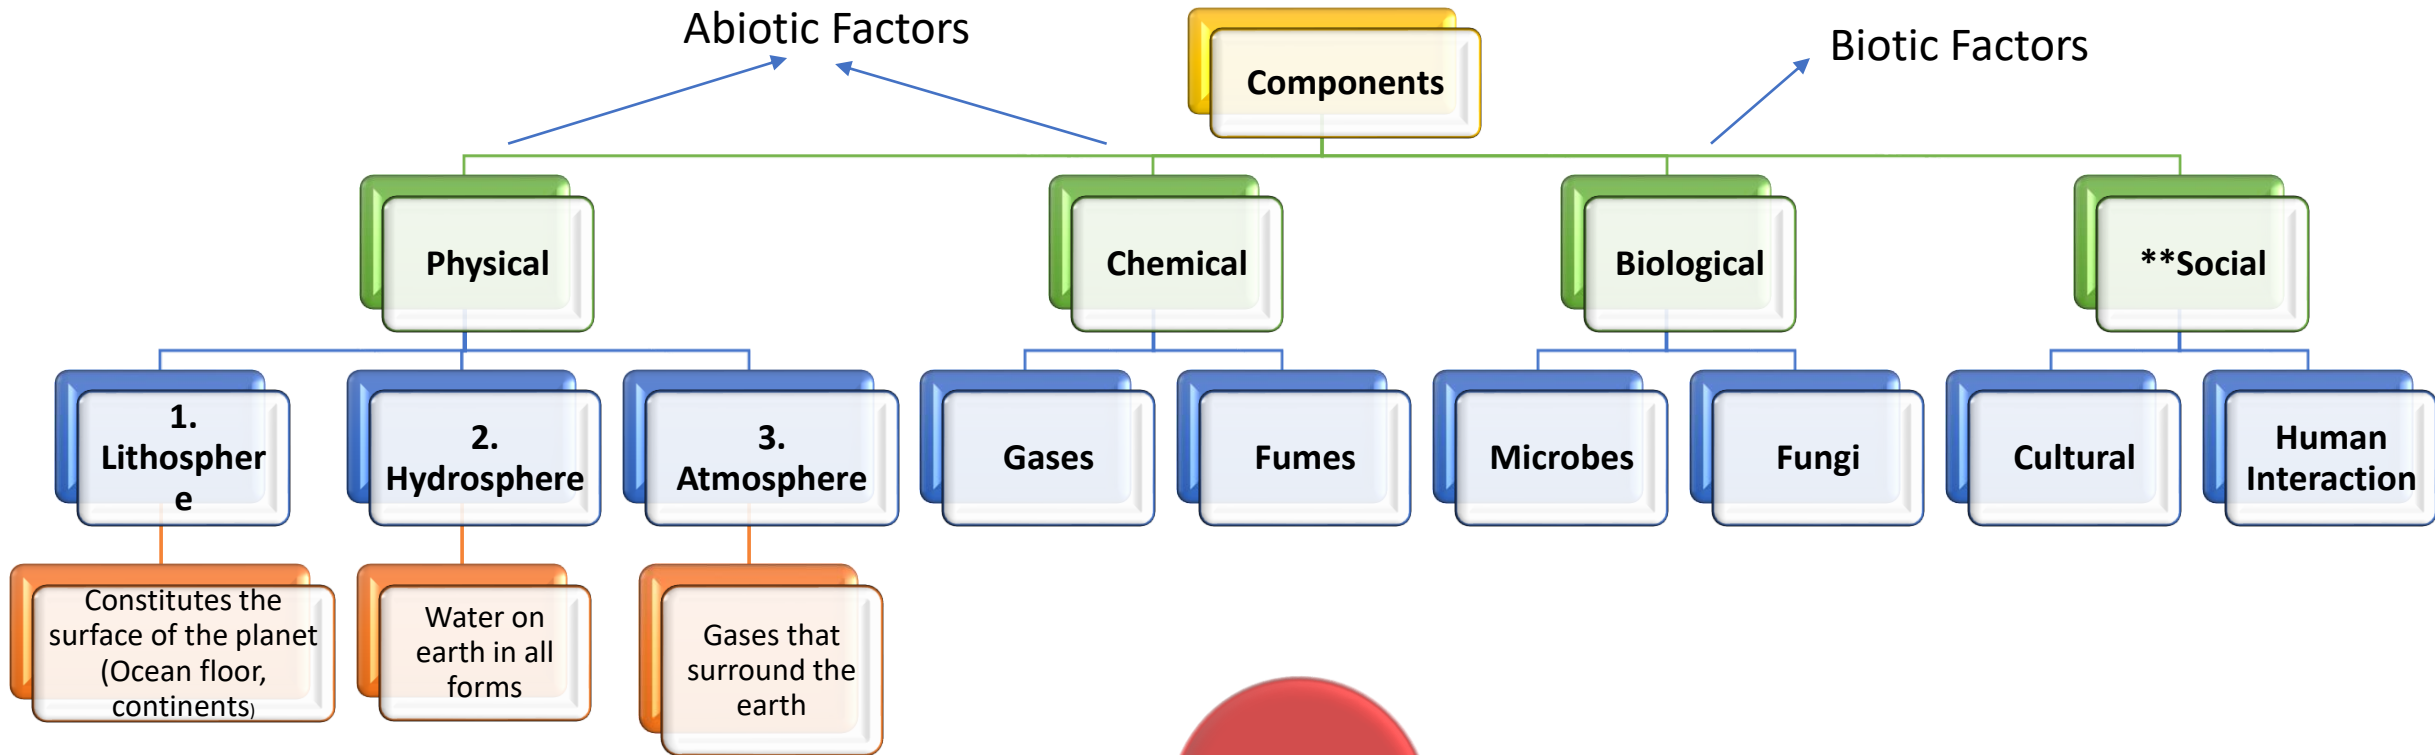 Abiotic Factors
Components
Biotic Factors
Physical
Chemical
Biological
**Social
1.
Lithospher
e
2.
Hydrosphere
3.
Atmosphere
Gases
Fumes
Microbes
Fungi
Cultural
Human
Interaction
Constitutes the
surface of the planet
(Ocean floor,
continents)
Water on
earth in all
forms
Gases that
surround the
earth